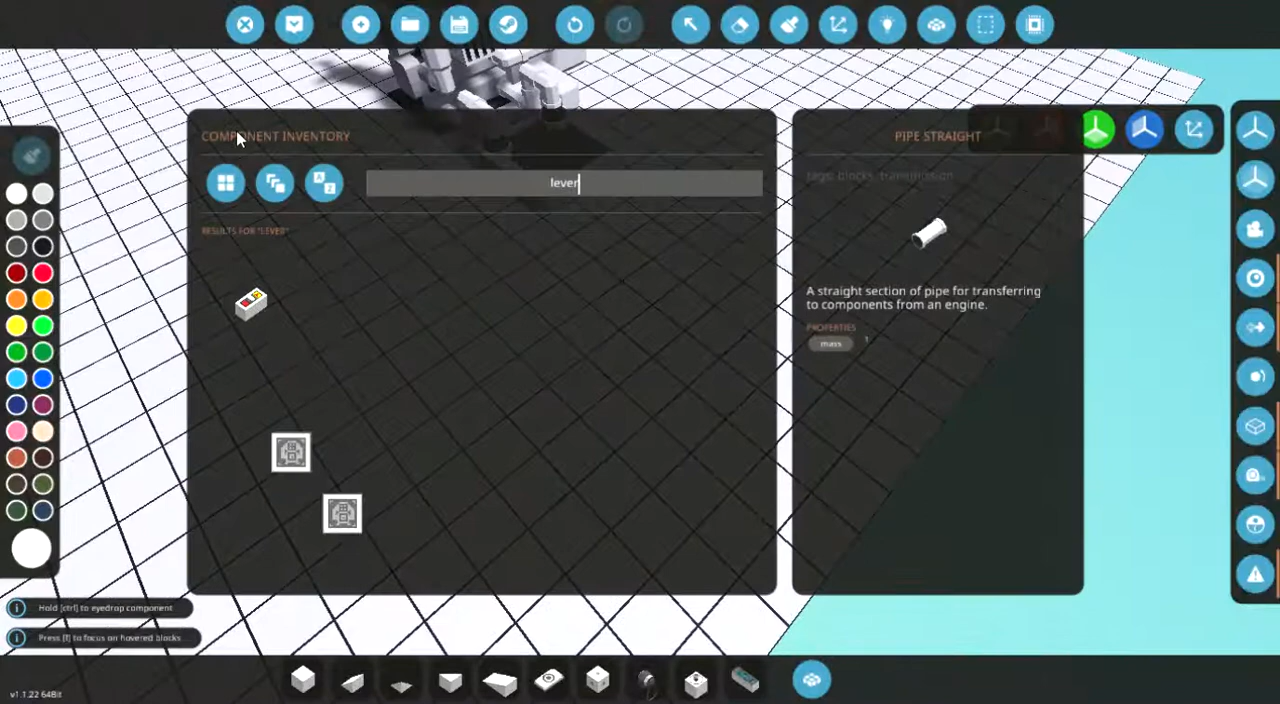 COMPONENT INVENTORY
lever
RESULTS FOR "LEVER"
PIPE STRAIGHT
tags: blocks, transmission
A straight section of pipe for transferring
to components from an engine.
PROPERTIES
mass 1
Hold [ctrl] to eyedrop component
Press [f] to focus on hovered blocks
v1.1.22 64Bit